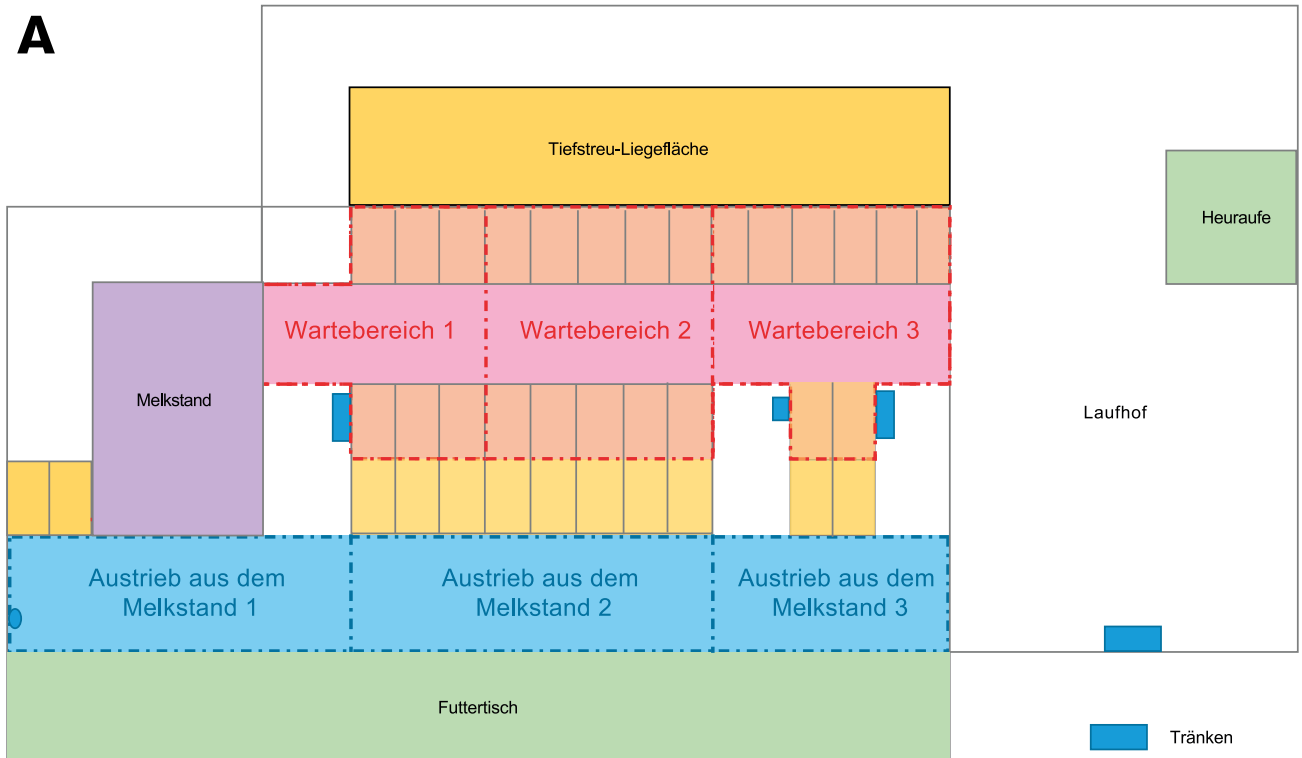 A
Tiefstreu-Liegefläche
Heuraufe
Wartebereich 1
Wartebereich 2
Wartebereich 3
Melkstand
Laufhof
Austrieb aus dem
Melkstand 1
Austrieb aus dem
Melkstand 2
Austrieb aus dem
Melkstand 3
Futtertisch
Tränken